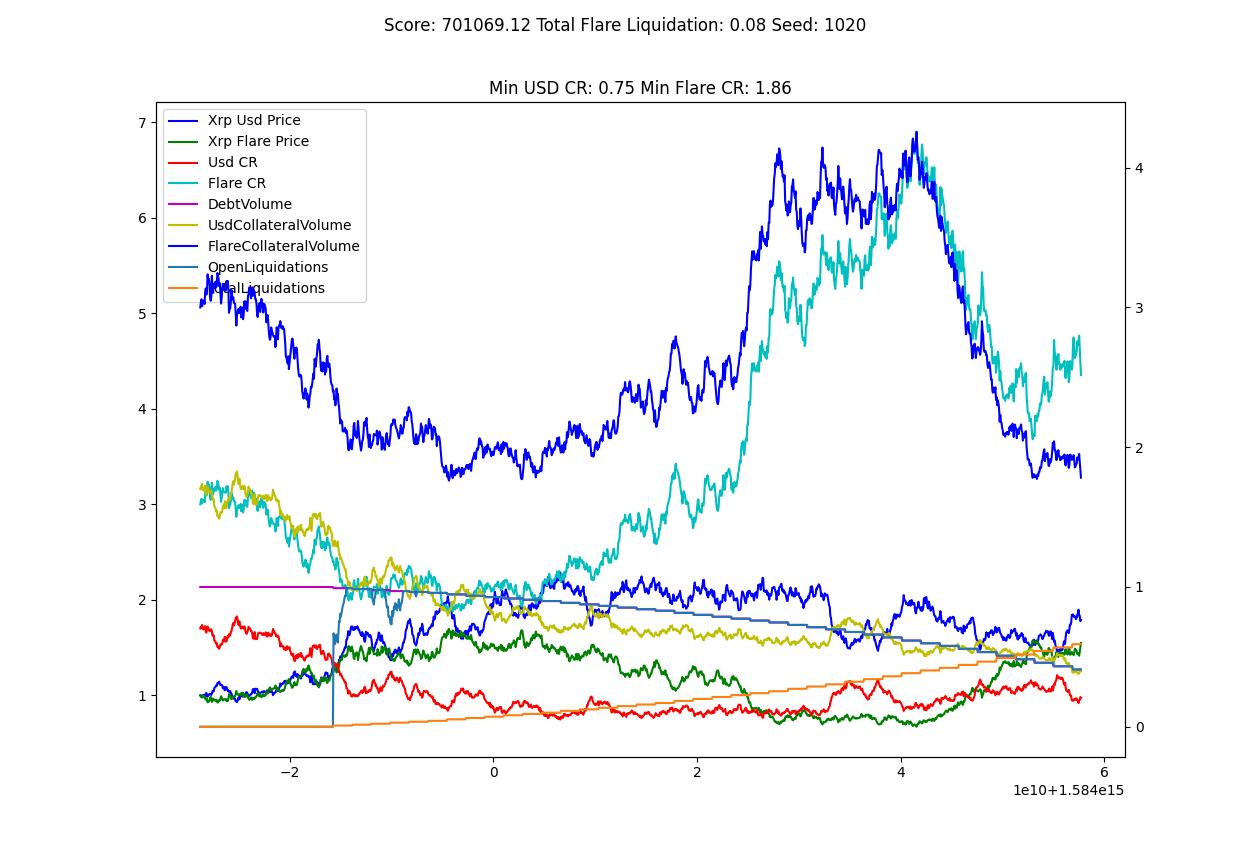 Score: 701069.12 Total Flare Liquidation: 0.08 Seed: 1020
Min USD CR: 0.75 Min Flare CR: 1.86
Xrp Usd Price
Xrp Flare Price
Usd CR
Flare CR
DebtVolume
UsdCollateralVolume
FlareCollateralVolume
OpenLiquidations
TotalLiquidations
7
6
5
4
3
2
1
4
3
2
1
0
−2
0
2
4
6
1e10+1.584e15